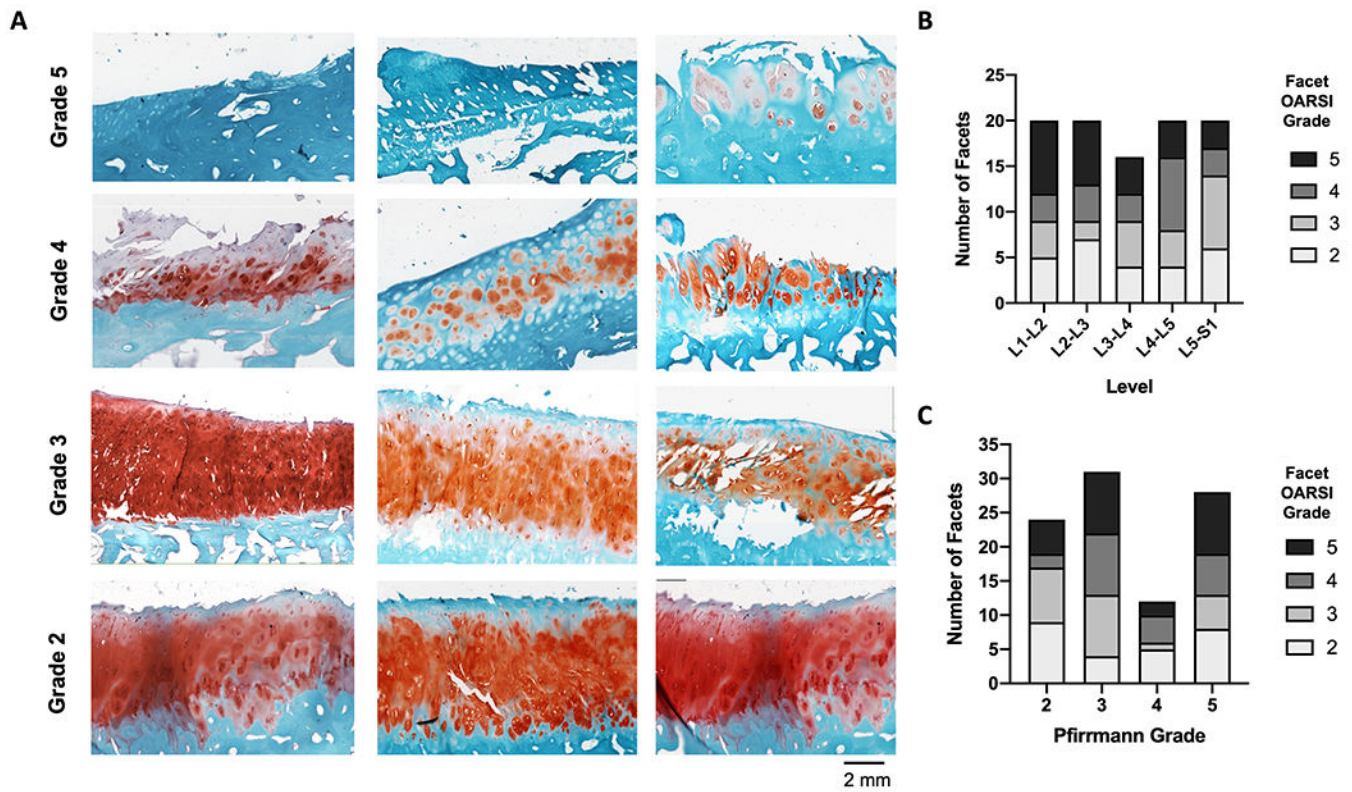 A
Grade 5
Grade 4
Grade 3
Grade 2
2 mm
B
Number of Facets
25
20
15
10
5
0
L1-L2
L2-L3
L3-L4
L4-L5
L5-S1
Level
Facet
OARSI
Grade
5
4
3
2
C
Number of Facets
35
30
25
20
15
10
5
0
2
3
4
5
Pfirrmann Grade
Facet
OARSI
Grade
5
4
3
2